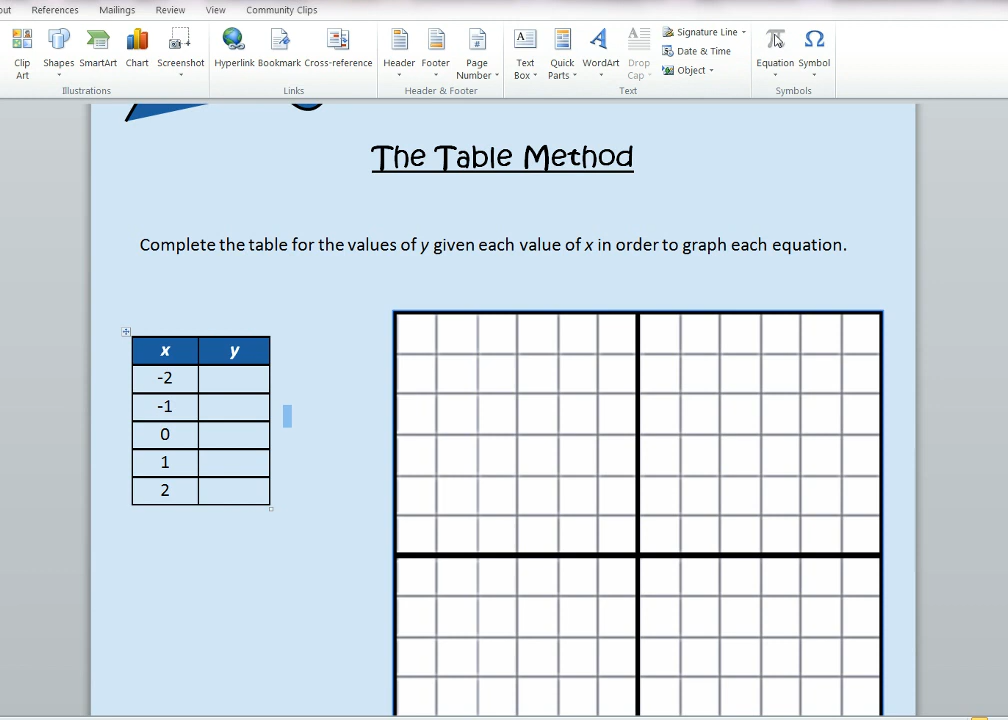 out References Mailings Review View Community Clips
Clip Art Shapes SmartArt Chart Screenshot
Hyperlink Bookmark Cross-reference
Header Footer Page Number
Text Box Quick Parts WordArt Drop Cap
Signature Line
Date & Time
Object
Equation Symbol
Illustrations Links Header & Footer Text Symbols
The Table Method
Complete the table for the values of y given each value of x in order to graph each equation.
x y
-2
-1
0
1
2